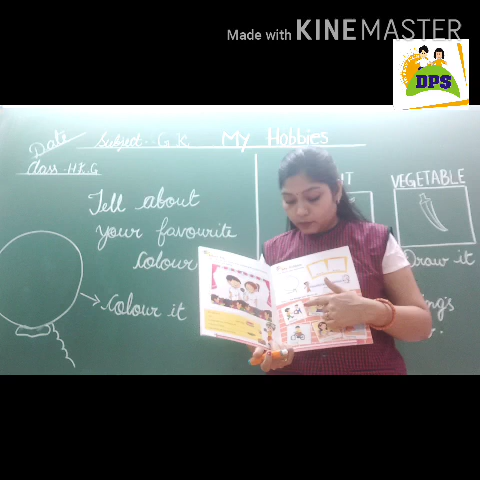 Made with KINEMASTER
DPS
Date Subject:- G.K. My Hobbies
Class-H.K.G
Tell about
your favourite
Colour
Colour it
VEGETABLE
Draw it